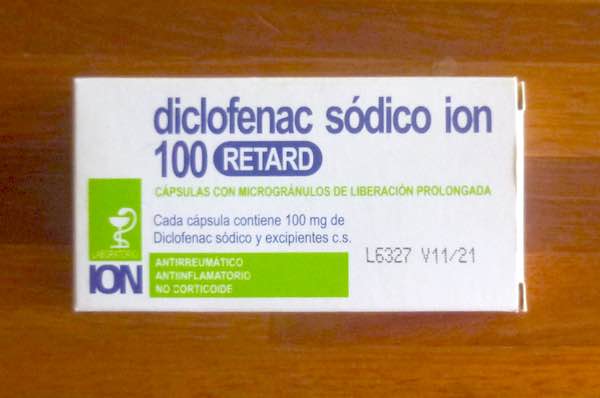 diclofenac sódico ion
100 RETARD
CÁPSULAS CON MICROGRÁNULOS DE LIBERACIÓN PROLONGADA
Cada cápsula contiene 100 mg de
Diclofenac sódico y excipientes c.s.
L6327 V11/21
LABORATORIO
ION
ANTIRREUMÁTICO
ANTIINFLAMATORIO
NO CORTICOIDE